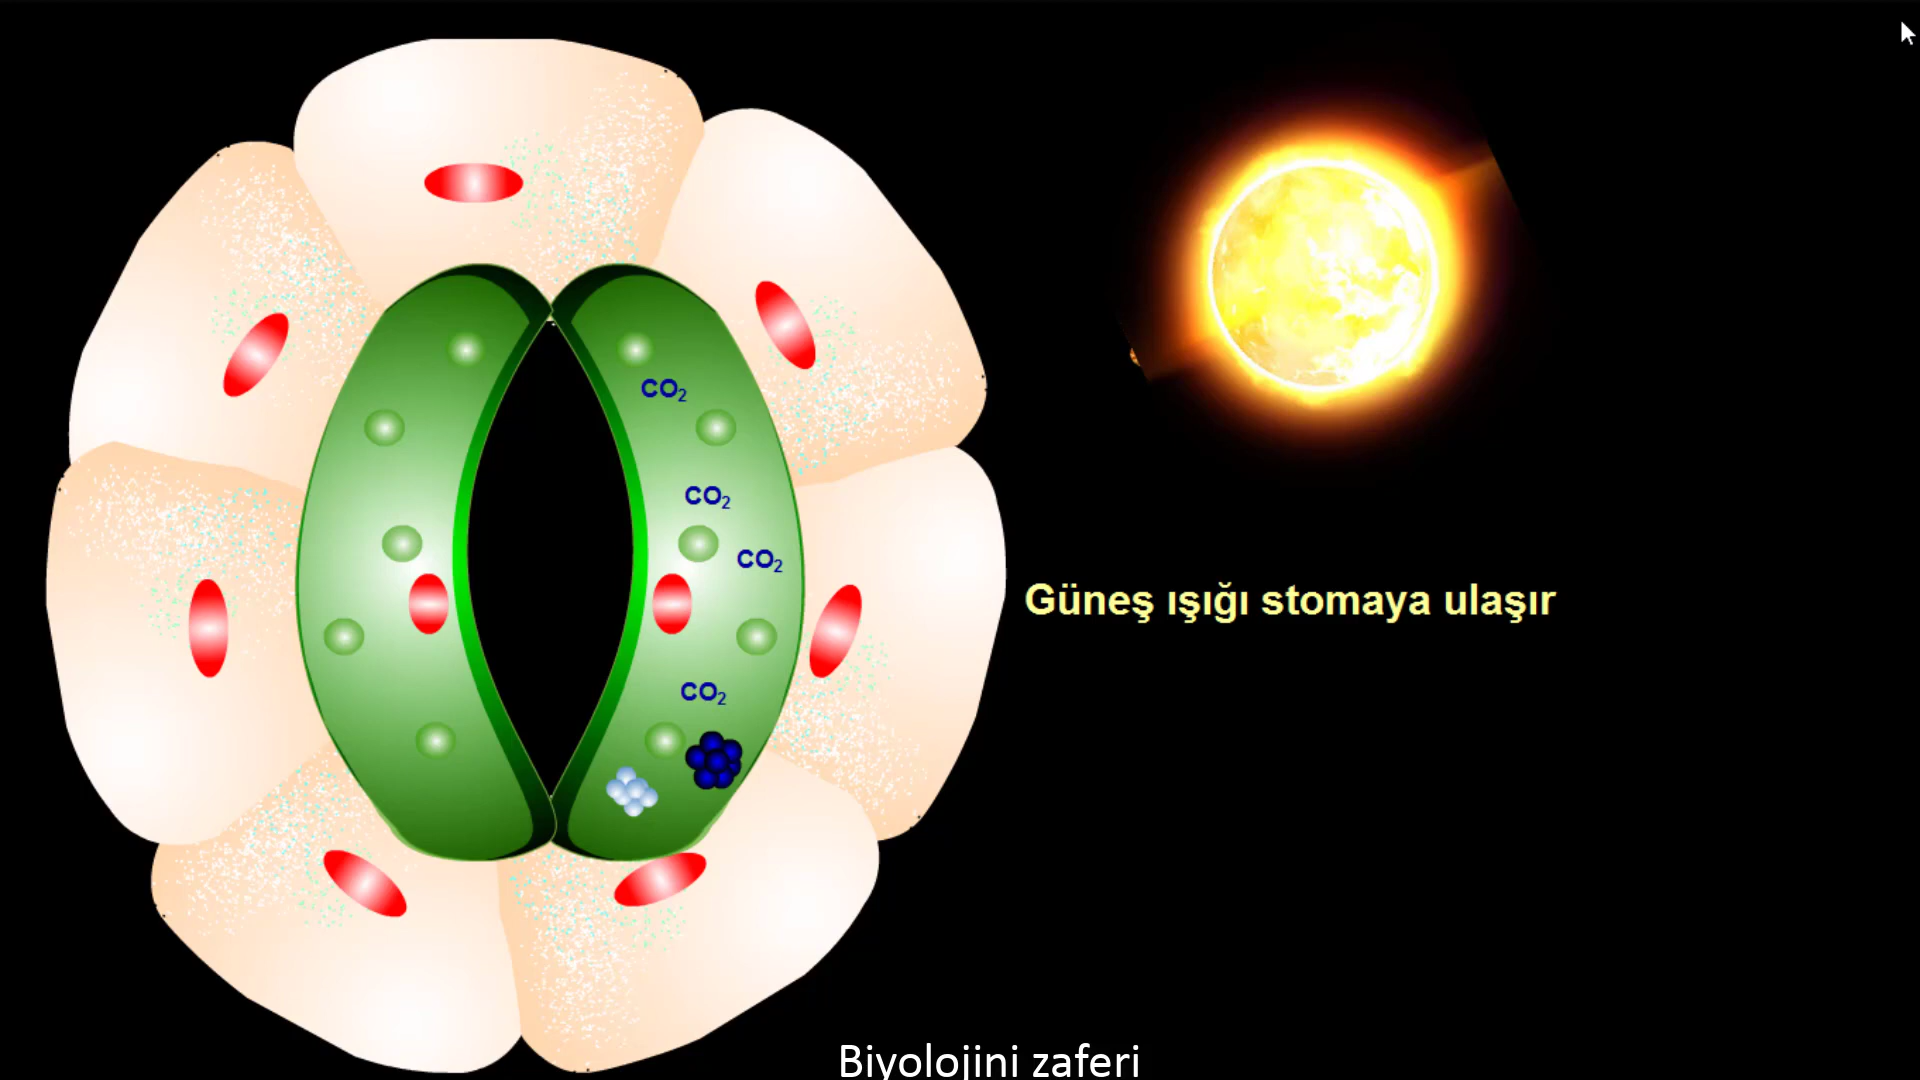 CO₂
CO₂
CO₂
Güneş ışığı stomaya ulaşır
CO₂
Biyolojini zaferi